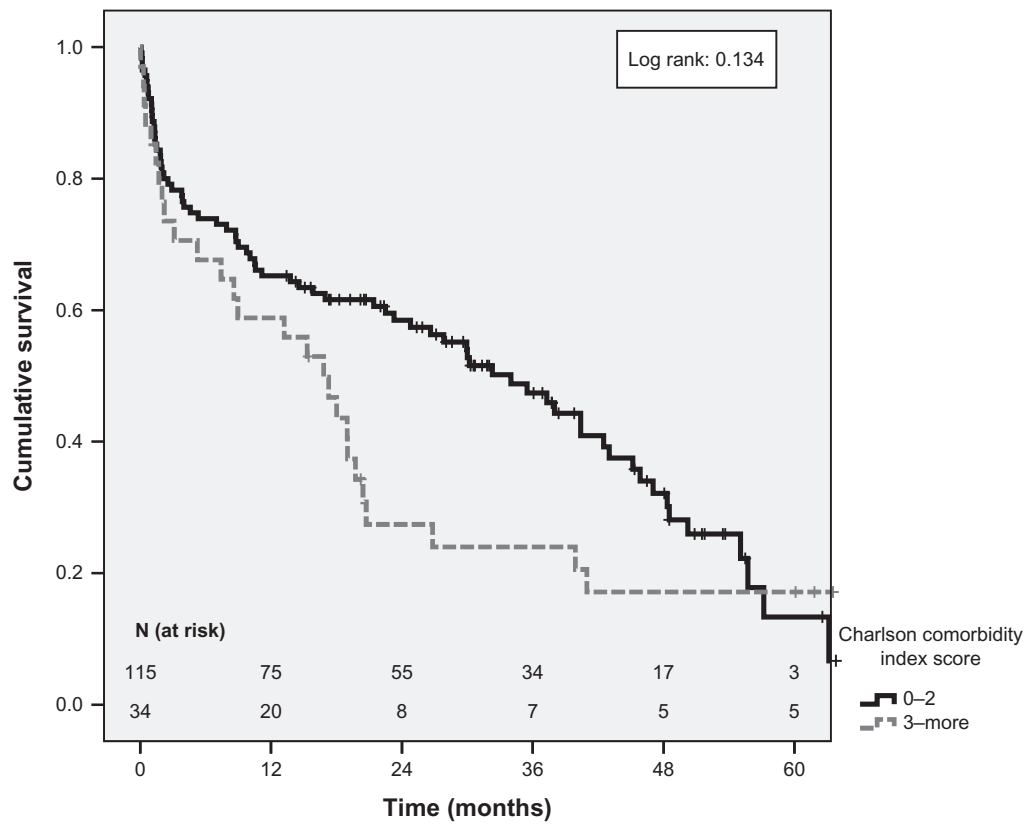 Log rank: 0.134
Cumulative survival
1.0
0.8
0.6
0.4
0.2
0.0
N (at risk)
115 75 55 34 17 3
34 20 8 7 5 5
0 12 24 36 48 60
Time (months)
Charlson comorbidity
index score
0–2
3–more